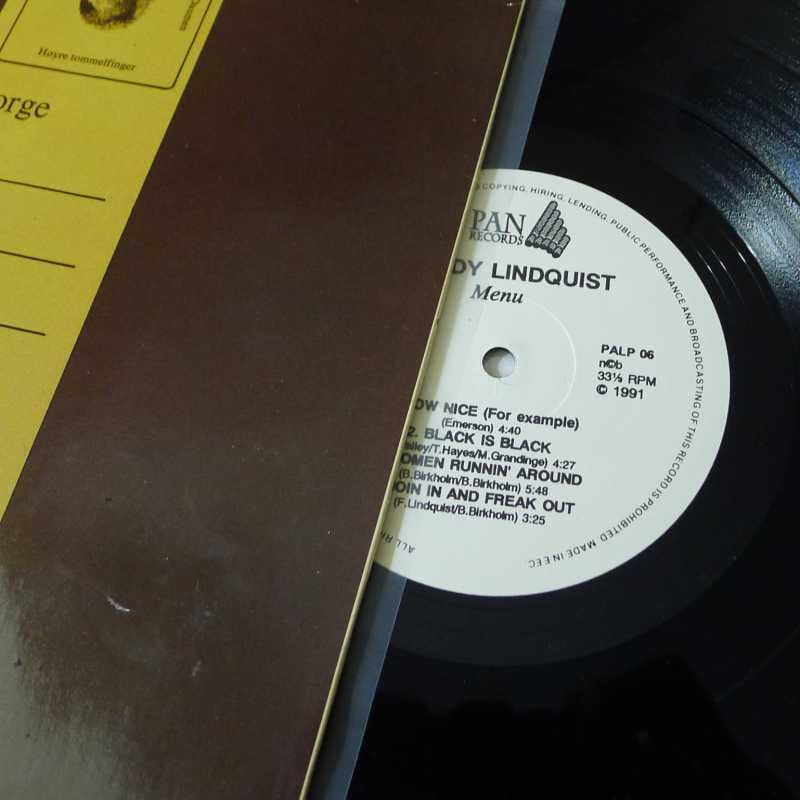 Høyre tommelfinger
orge
COPYING, HIRING, LENDING, PUBLIC PERFORMANCE AND BROADCASTING OF THIS RECORD IS PROHIBITED MADE IN EEC
PAN
RECORDS
DY LINDQUIST
Menu
PALP 06
n©b
33⅓ RPM
© 1991
OW NICE (For example)
(Emerson) 4:40
2. BLACK IS BLACK
/T.Hayes/M.Grandinge) 4:27
OMEN RUNNIN' AROUND
(B.Birkholm/B.Birkholm) 5:48
OIN IN AND FREAK OUT
(F.Lindquist/B.Birkholm) 3:25
ALL RI